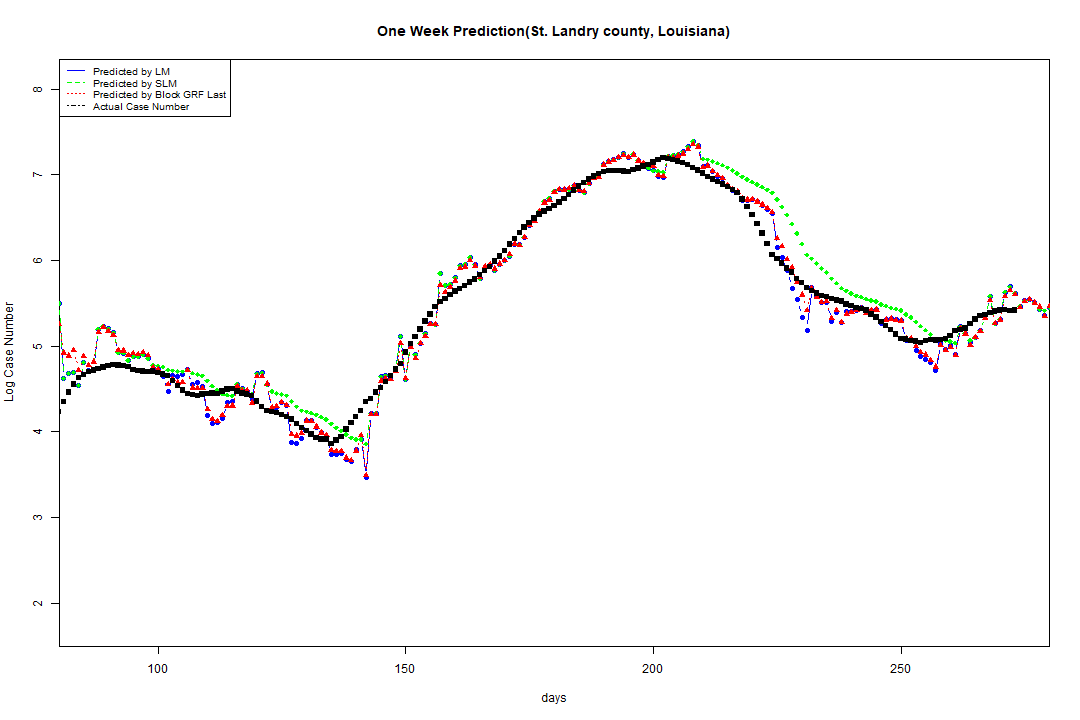 One Week Prediction(St. Landry county, Louisiana)
Predicted by LM
Predicted by SLM
Predicted by Block GRF Last
Actual Case Number
8
7
6
5
4
3
2
Log Case Number
100 150 200 250
days